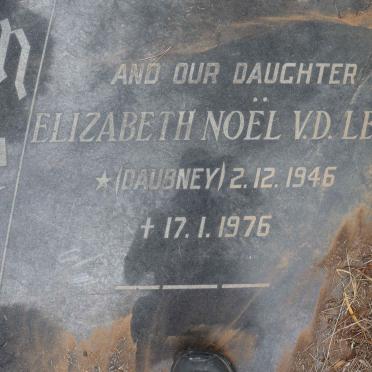 AND OUR DAUGHTER
ELIZABETH NOËL V.D. LE
★ (DAUBNEY) 2.12.1946
† 17.1.1976